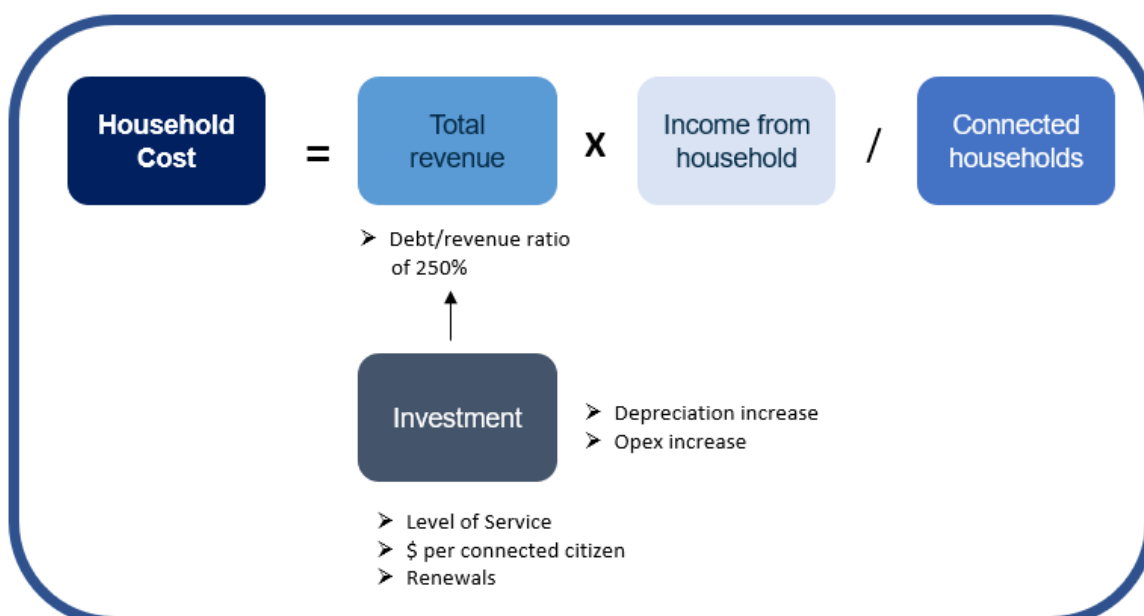 Household
Cost
=
Total
revenue
x
Income from
household
/
Connected
households
➢ Debt/revenue ratio
of 250%
Investment
➢ Depreciation increase
➢ Opex increase
➢ Level of Service
➢ $ per connected citizen
➢ Renewals